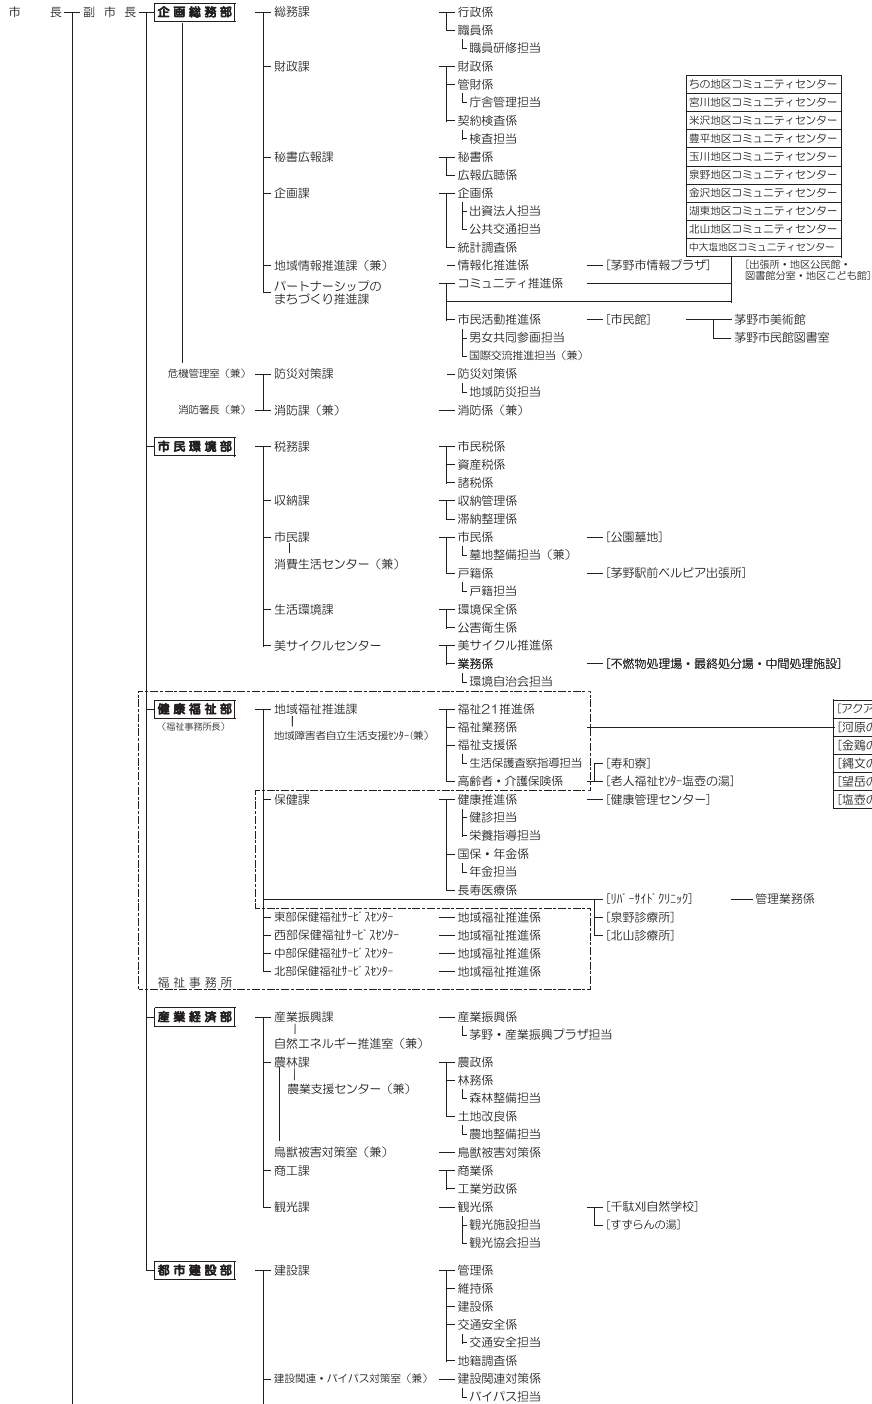 市　長 副市長 企画総務部 総務課 行政係
職員係
職員研修担当
財政課 財政係
管財係
庁舎管理担当
契約検査係
検査担当
ちの地区コミュニティセンター
宮川地区コミュニティセンター
米沢地区コミュニティセンター
豊平地区コミュニティセンター
玉川地区コミュニティセンター
泉野地区コミュニティセンター
金沢地区コミュニティセンター
湖東地区コミュニティセンター
北山地区コミュニティセンター
中大塩地区コミュニティセンター
[出張所・地区公民館・
図書館分室・地区こども館]
秘書広報課 秘書係
広報広聴係
企画課 企画係
出資法人担当
公共交通担当
統計調査係
地域情報推進課（兼） 情報化推進係 [茅野市情報プラザ]
パートナーシップの
まちづくり推進課
コミュニティ推進係
市民活動推進係 [市民館] 茅野市美術館
男女共同参画担当 茅野市民館図書室
国際交流推進担当（兼）
危機管理室（兼） 防災対策課 防災対策係
地域防災担当
消防署長（兼） 消防課（兼） 消防係（兼）
市民環境部 税務課 市民税係
資産税係
諸税係
収納課 収納管理係
滞納整理係
市民課 市民係 [公園墓地]
墓地整備担当（兼）
消費生活センター（兼）
戸籍係 [茅野駅前ベルビア出張所]
戸籍担当
生活環境課 環境保全係
公害衛生係
美サイクルセンター 美サイクル推進係
業務係 [不燃物処理場・最終処分場・中間処理施設]
環境自治会担当
健康福祉部 地域福祉推進課 福祉21推進係 [アクア
（福祉事務所長） 福祉業務係 [河原の
地域障害者自立生活支援ｾﾝﾀｰ(兼)
福祉支援係 [金鶏の
生活保護査察指導担当 [寿和寮] [縄文の
高齢者・介護保険係 [老人福祉ｾﾝﾀｰ塩壺の湯] [望岳の
保健課 健康推進係 [健康管理センター] [塩壺の
健診担当
栄養指導担当
国保・年金係
年金担当
長寿医療係
[ﾘﾊﾞｰｻｲﾄﾞｸﾘﾆｯｸ] 管理業務係
東部保健福祉ｻｰﾋﾞｽｾﾝﾀｰ 地域福祉推進係 [泉野診療所]
西部保健福祉ｻｰﾋﾞｽｾﾝﾀｰ 地域福祉推進係 [北山診療所]
中部保健福祉ｻｰﾋﾞｽｾﾝﾀｰ 地域福祉推進係
北部保健福祉ｻｰﾋﾞｽｾﾝﾀｰ 地域福祉推進係
福祉事務所
産業経済部 産業振興課 産業振興係
茅野・産業振興プラザ担当
自然エネルギー推進室（兼）
農林課 農政係
林務係
農業支援センター（兼）
森林整備担当
土地改良係
農地整備担当
鳥獣被害対策室（兼） 鳥獣被害対策係
商工課 商業係
工業労政係
観光課 観光係 [千駄刈自然学校]
観光施設担当 [すずらんの湯]
観光協会担当
都市建設部 建設課 管理係
維持係
建設係
交通安全係
交通安全担当
地籍調査係
建設関連・バイパス対策室（兼） 建設関連対策係
バイパス担当